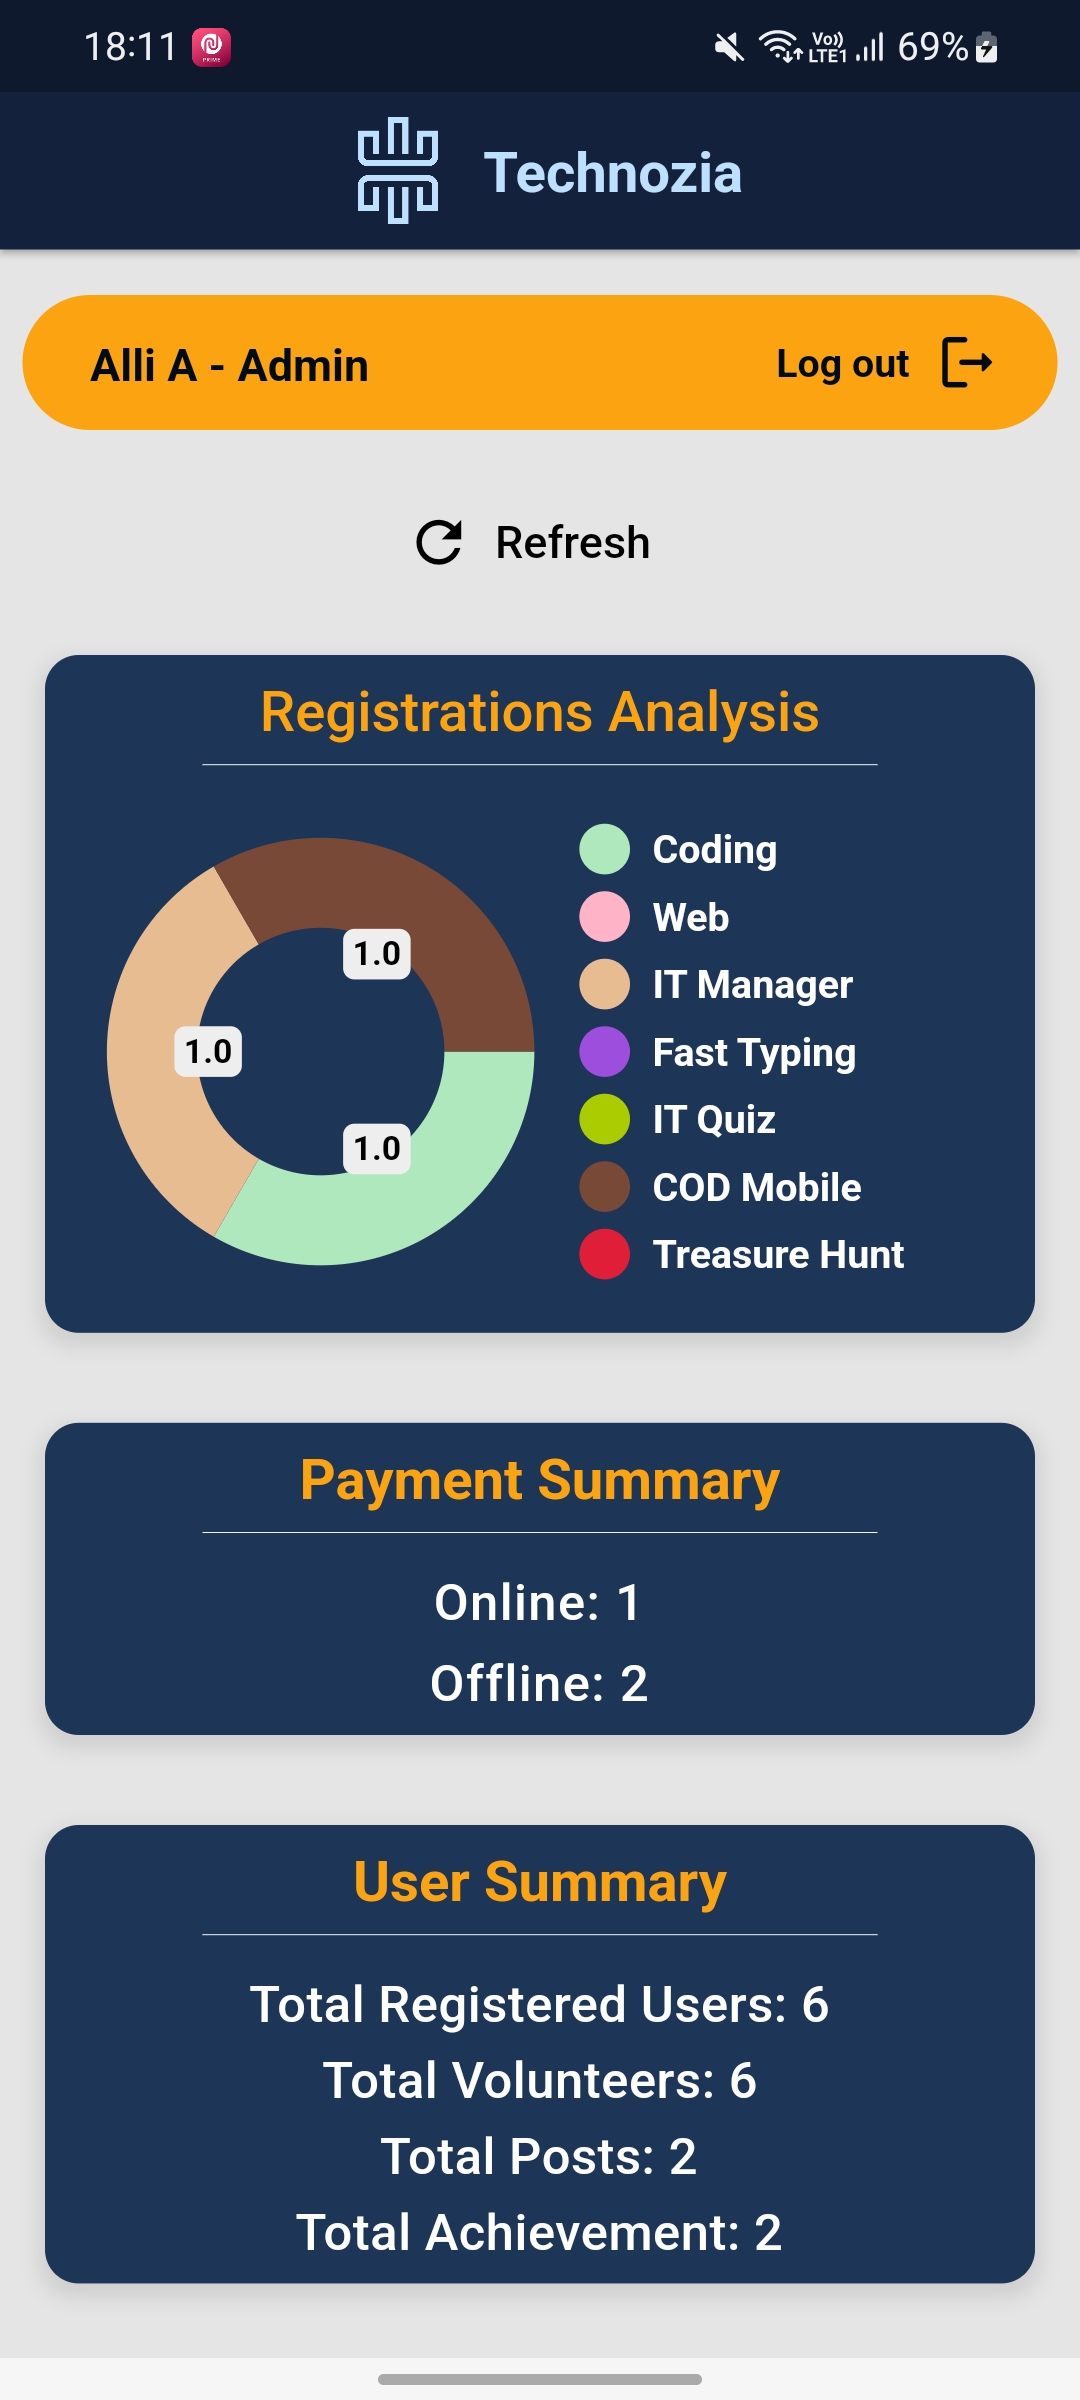 18:11
PRIME
Vo))
LTE1
69%
Technozia
Alli A - Admin
Log out
Refresh
Registrations Analysis
1.0
1.0
1.0
Coding
Web
IT Manager
Fast Typing
IT Quiz
COD Mobile
Treasure Hunt
Payment Summary
Online: 1
Offline: 2
User Summary
Total Registered Users: 6
Total Volunteers: 6
Total Posts: 2
Total Achievement: 2